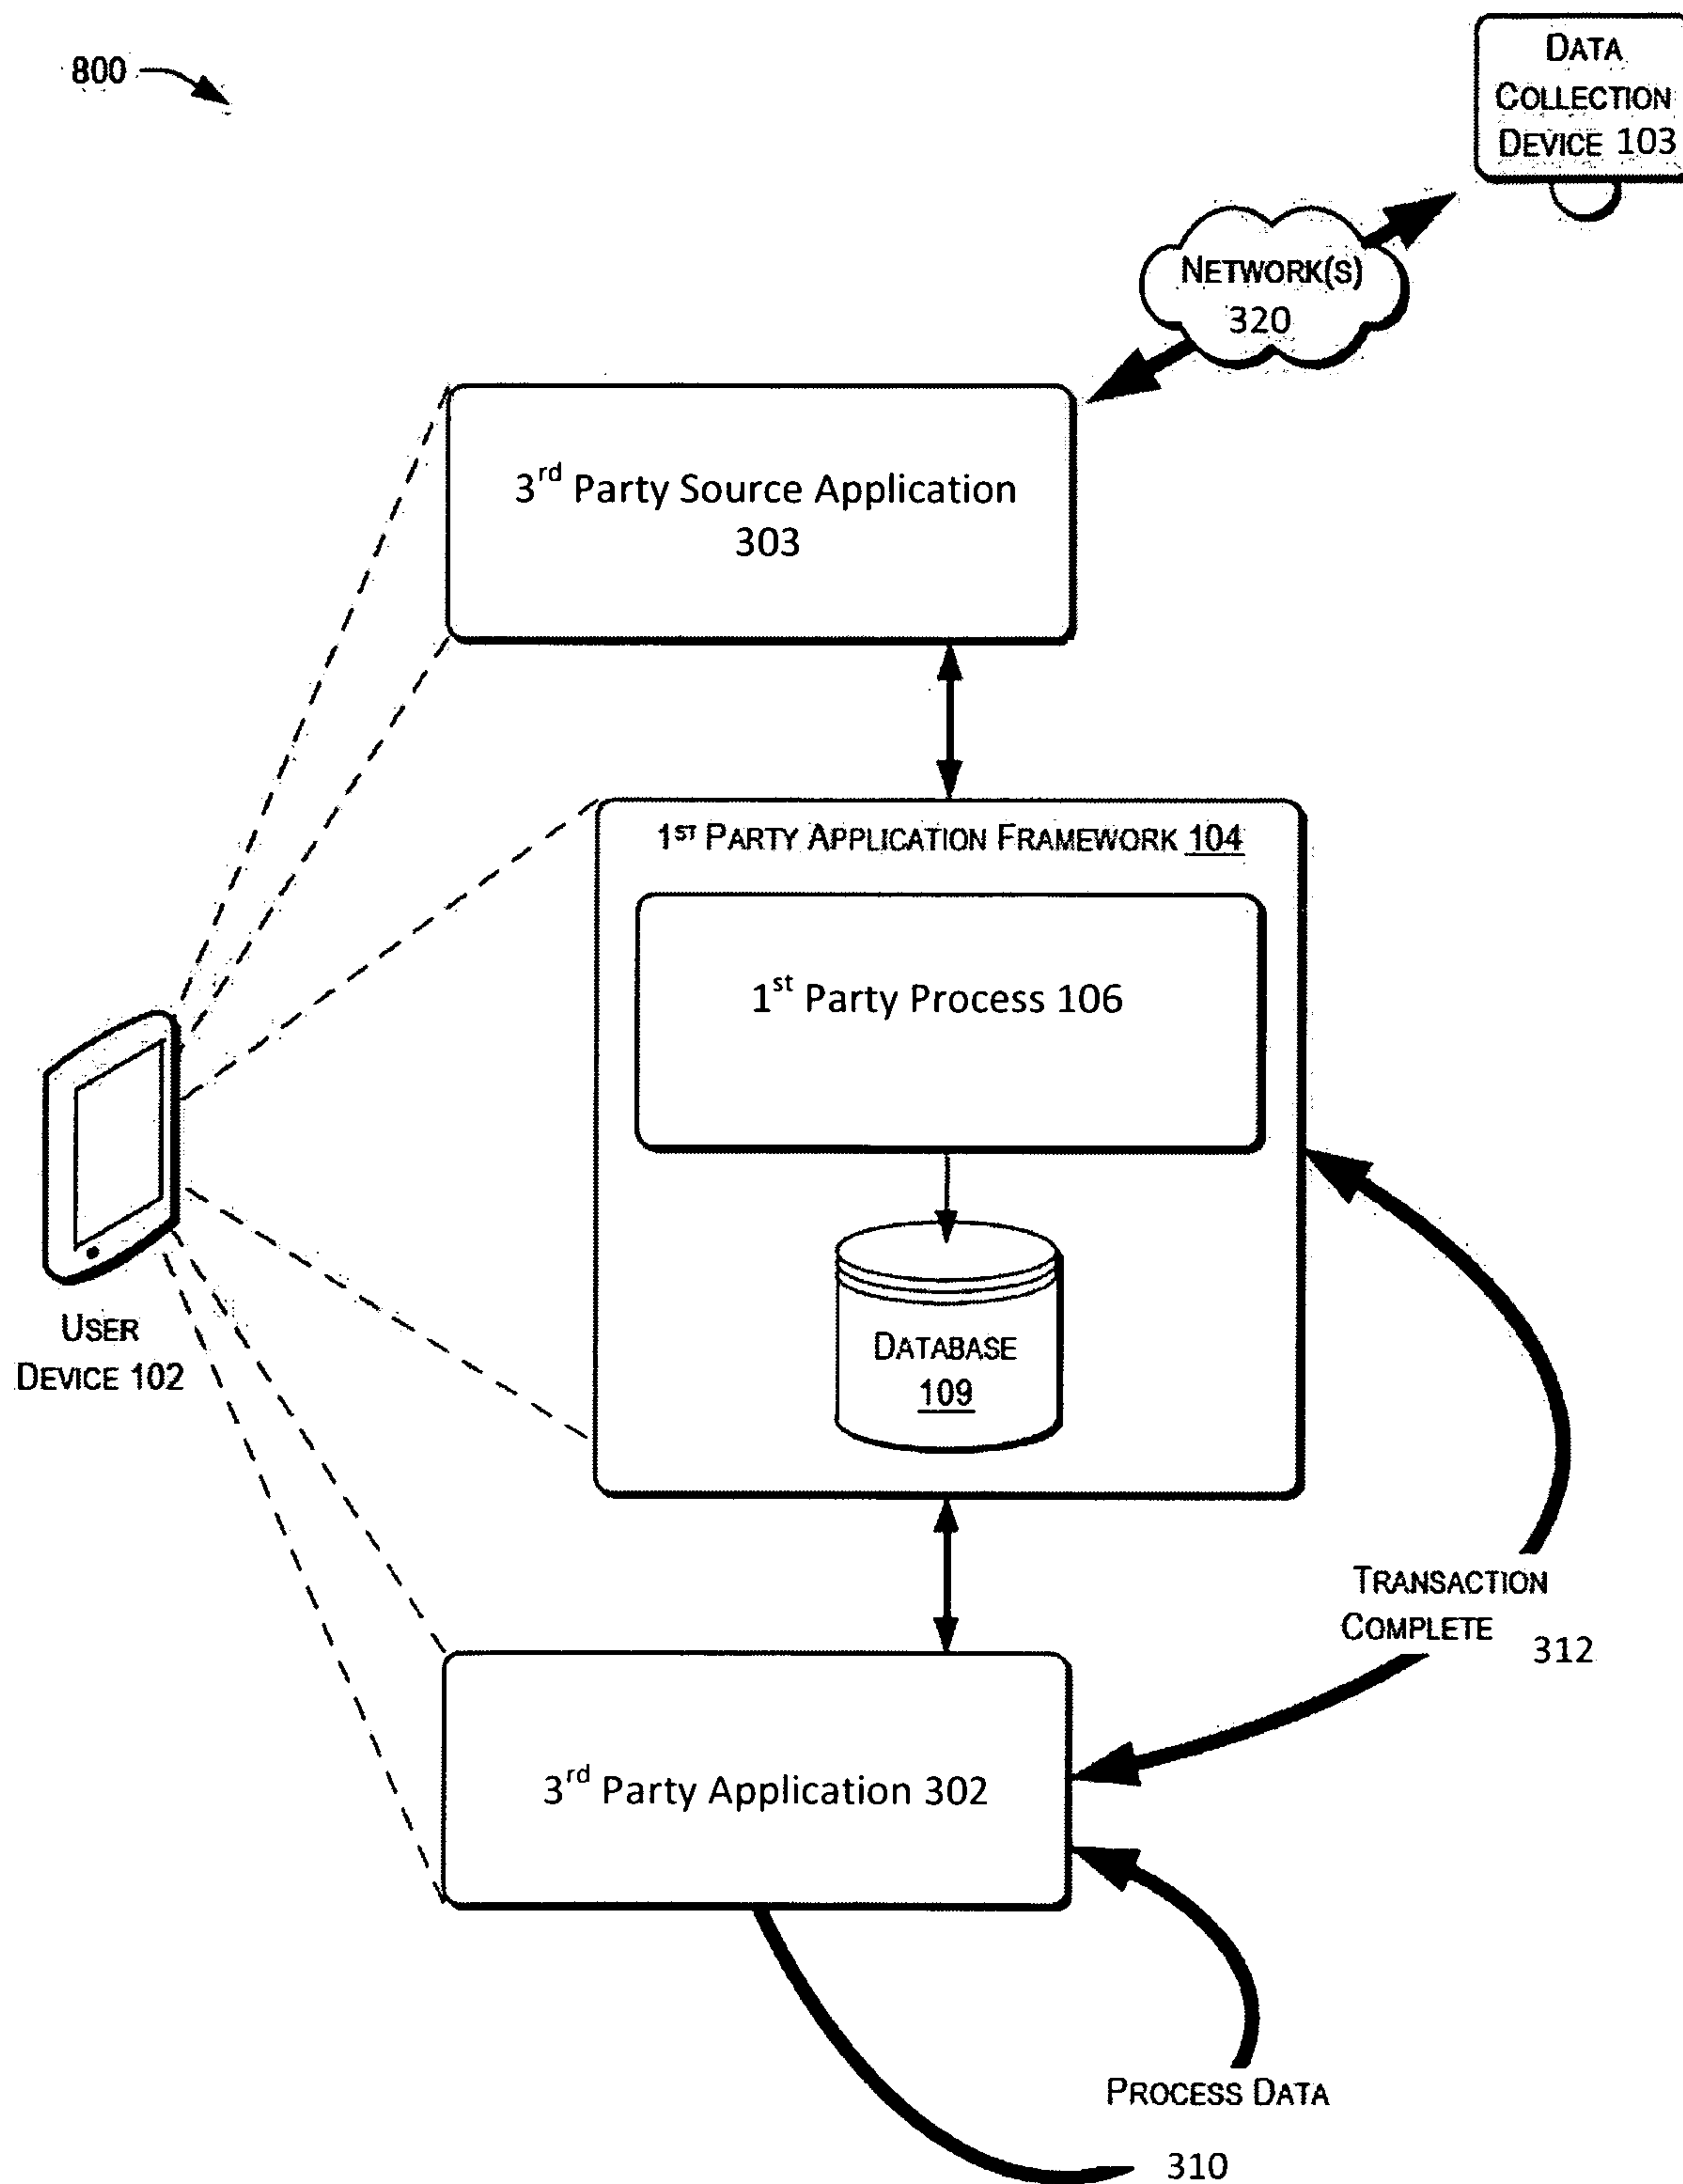 800
DATA
COLLECTION
DEVICE 103
NETWORK(S)
320
3rd Party Source Application
303
1ST PARTY APPLICATION FRAMEWORK 104
1st Party Process 106
DATABASE
109
USER
DEVICE 102
TRANSACTION
COMPLETE 312
3rd Party Application 302
PROCESS DATA
310